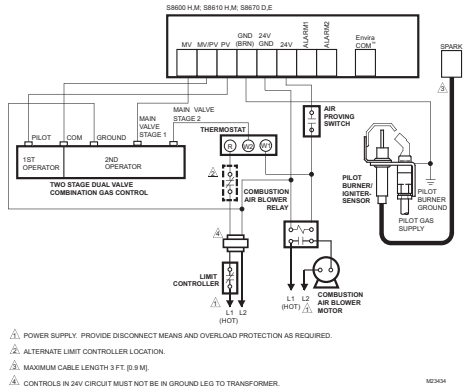 S8600 H,M; S8610 H,M; S8670 D,E
MV
MV/PV
PV
GND
(BRN)
24V
GND
24V
ALARM1
ALARM2
Envira
COM™
SPARK
3
AIR
PROVING
SWITCH
MAIN
VALVE
STAGE 1
MAIN VALVE
STAGE 2
PILOT
COM
GROUND
THERMOSTAT
R
W2
W1
1ST
OPERATOR
2ND
OPERATOR
TWO STAGE DUAL VALVE
COMBINATION GAS CONTROL
2
COMBUSTION
AIR BLOWER
RELAY
PILOT
BURNER/
IGNITER-
SENSOR
PILOT
BURNER
GROUND
PILOT GAS
SUPPLY
4
LIMIT
CONTROLLER
1
L1
(HOT)
L2
L1
(HOT)
L2
1
COMBUSTION
AIR BLOWER
MOTOR
1 POWER SUPPLY. PROVIDE DISCONNECT MEANS AND OVERLOAD PROTECTION AS REQUIRED.
2 ALTERNATE LIMIT CONTROLLER LOCATION.
3 MAXIMUM CABLE LENGTH 3 FT. [0.9 M].
4 CONTROLS IN 24V CIRCUIT MUST NOT BE IN GROUND LEG TO TRANSFORMER.
M23434